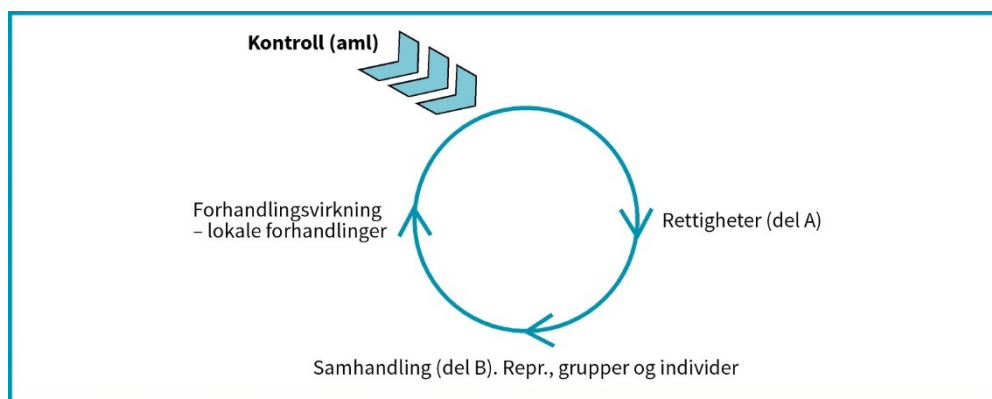 Kontroll (aml)
Forhandlingsvirkning
– lokale forhandlinger
Rettigheter (del A)
Samhandling (del B). Repr., grupper og individer